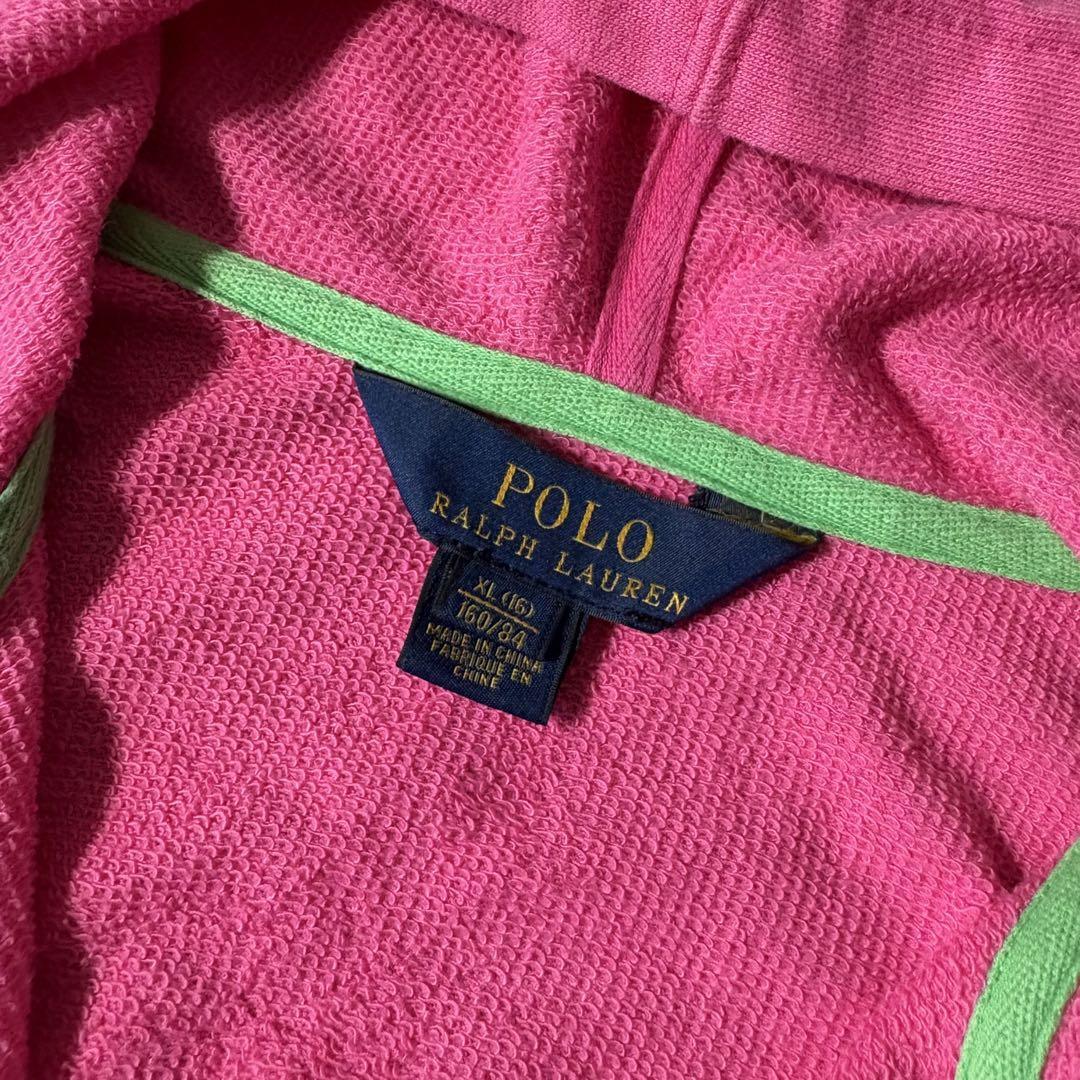 POLO
RALPH LAUREN
XL (16)
160/84
MADE IN CHINA
FABRIQUE EN
CHINE